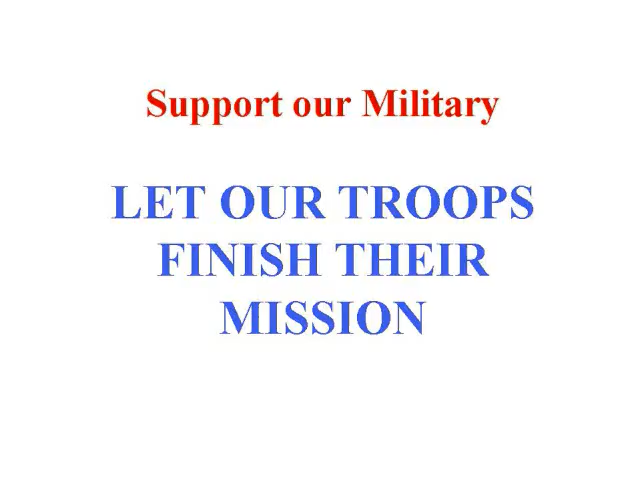 Support our Military
LET OUR TROOPS
FINISH THEIR
MISSION